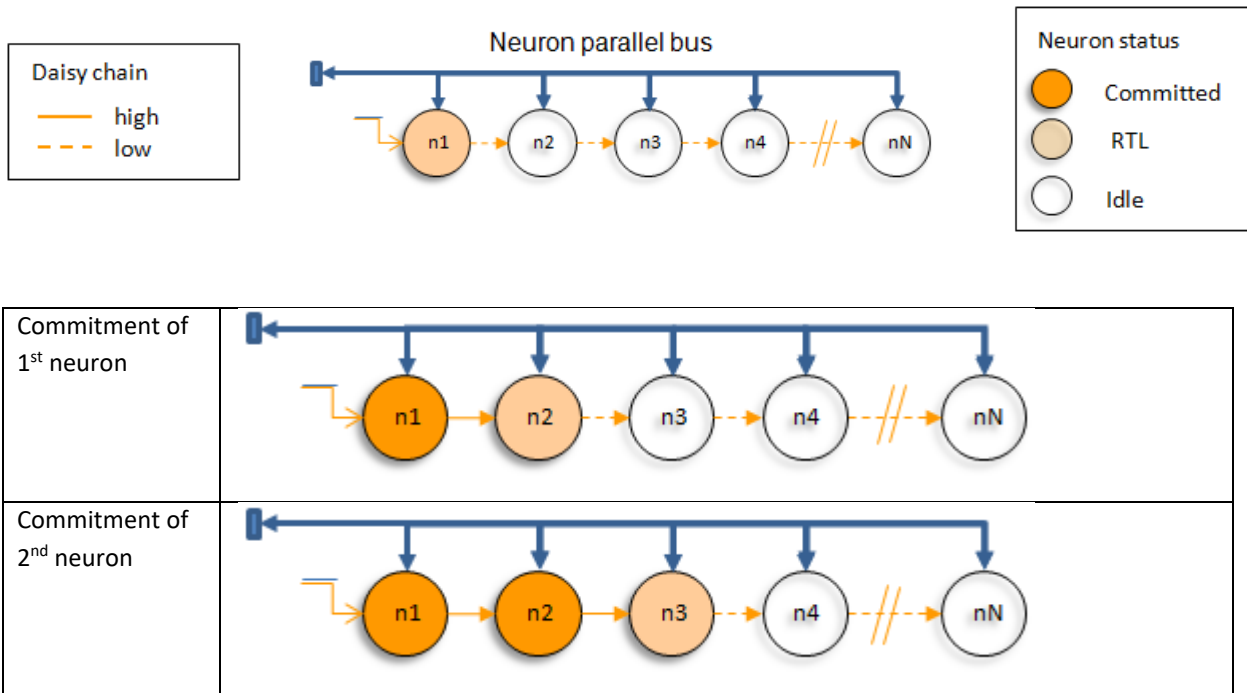 Daisy chain
high
low
Neuron parallel bus
n1 n2 n3 n4 nN
Neuron status
Committed
RTL
Idle
Commitment of
1st neuron
n1 n2 n3 n4 nN
Commitment of
2nd neuron
n1 n2 n3 n4 nN